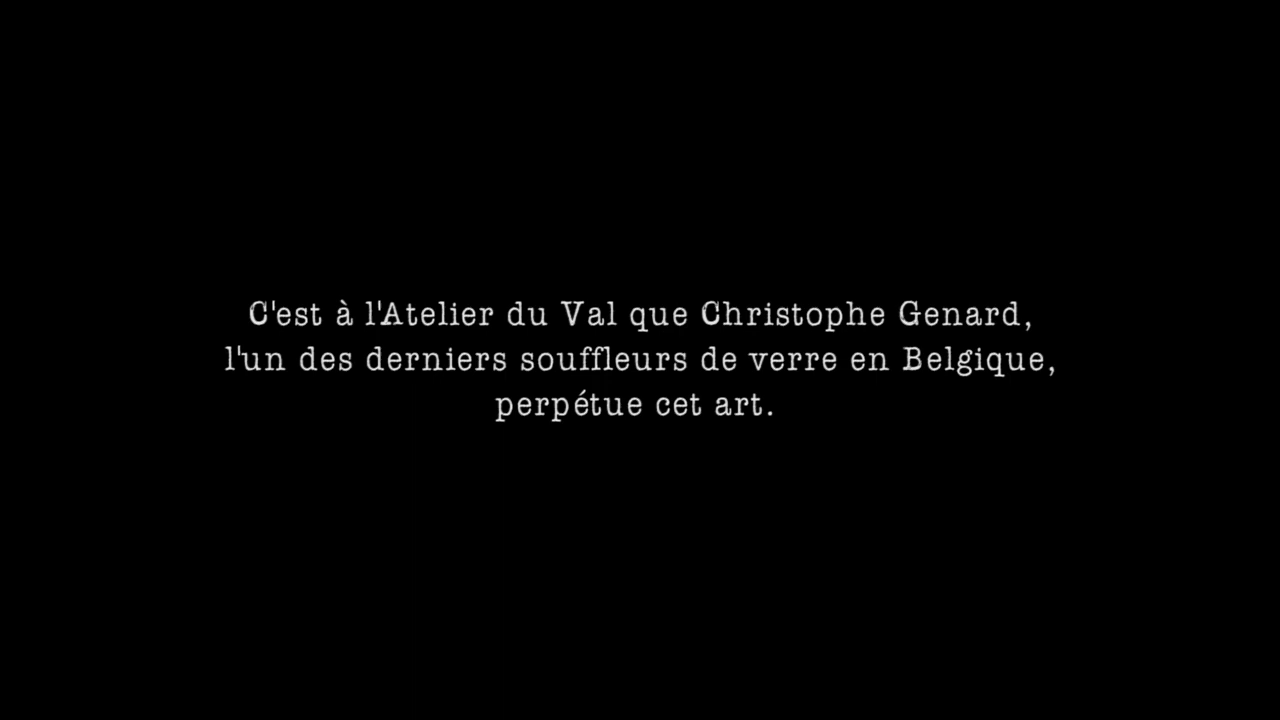 C'est à l'Atelier du Val que Christophe Genard,
l'un des derniers souffleurs de verre en Belgique,
perpétue cet art.